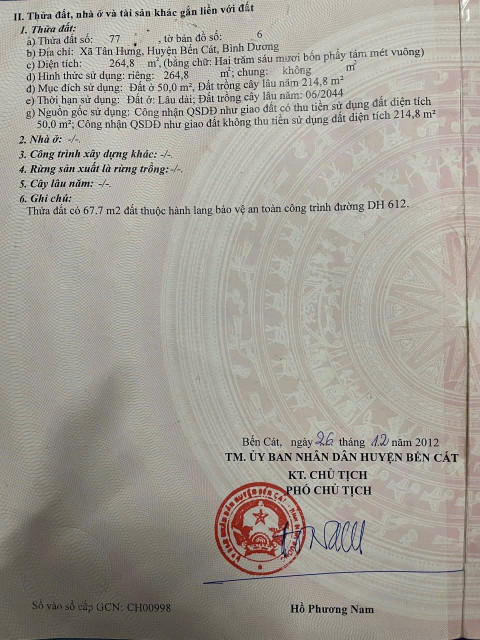 II. Thửa đất, nhà ở và tài sản khác gắn liền với đất
1. Thửa đất:
a) Thửa đất số: 77 , tờ bản đồ số: 6
b) Địa chỉ: Xã Tân Hưng, Huyện Bến Cát, Bình Dương
c) Diện tích: 264,8 m², (bằng chữ: Hai trăm sáu mươi bốn phẩy tám mét vuông)
d) Hình thức sử dụng: riêng: 264,8 m²; chung: không m²
đ) Mục đích sử dụng: Đất ở 50,0 m², Đất trồng cây lâu năm 214,8 m²
e) Thời hạn sử dụng: Đất ở: Lâu dài; Đất trồng cây lâu năm: 06/2044
g) Nguồn gốc sử dụng: Công nhận QSDĐ như giao đất có thu tiền sử dụng đất diện tích
50,0 m²; Công nhận QSDĐ như giao đất không thu tiền sử dụng đất diện tích 214,8 m²
2. Nhà ở: -/-
3. Công trình xây dựng khác: -/-
4. Rừng sản xuất là rừng trồng: -/-
5. Cây lâu năm: -/-
6. Ghi chú:
Thửa đất có 67.7 m2 đất thuộc hành lang bảo vệ an toàn công trình đường DH 612.
Bến Cát, ngày 26 tháng 12 năm 2012
TM. ỦY BAN NHÂN DÂN HUYỆN BẾN CÁT
KT. CHỦ TỊCH
PHÓ CHỦ TỊCH
Hồ Phương Nam
Số vào sổ cấp GCN: CH00998